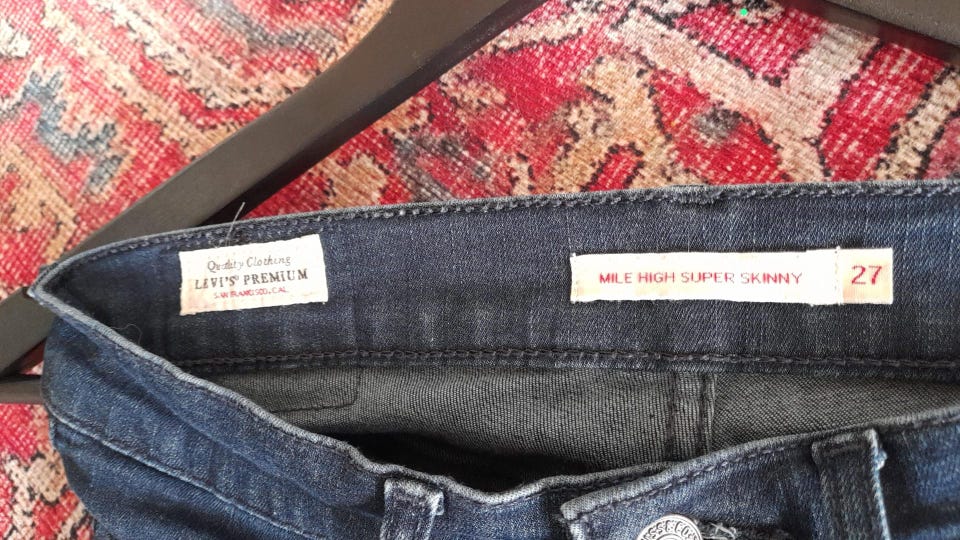 Quality Clothing
LEVI'S® PREMIUM
SAN FRANCISCO, CAL
MILE HIGH SUPER SKINNY 27